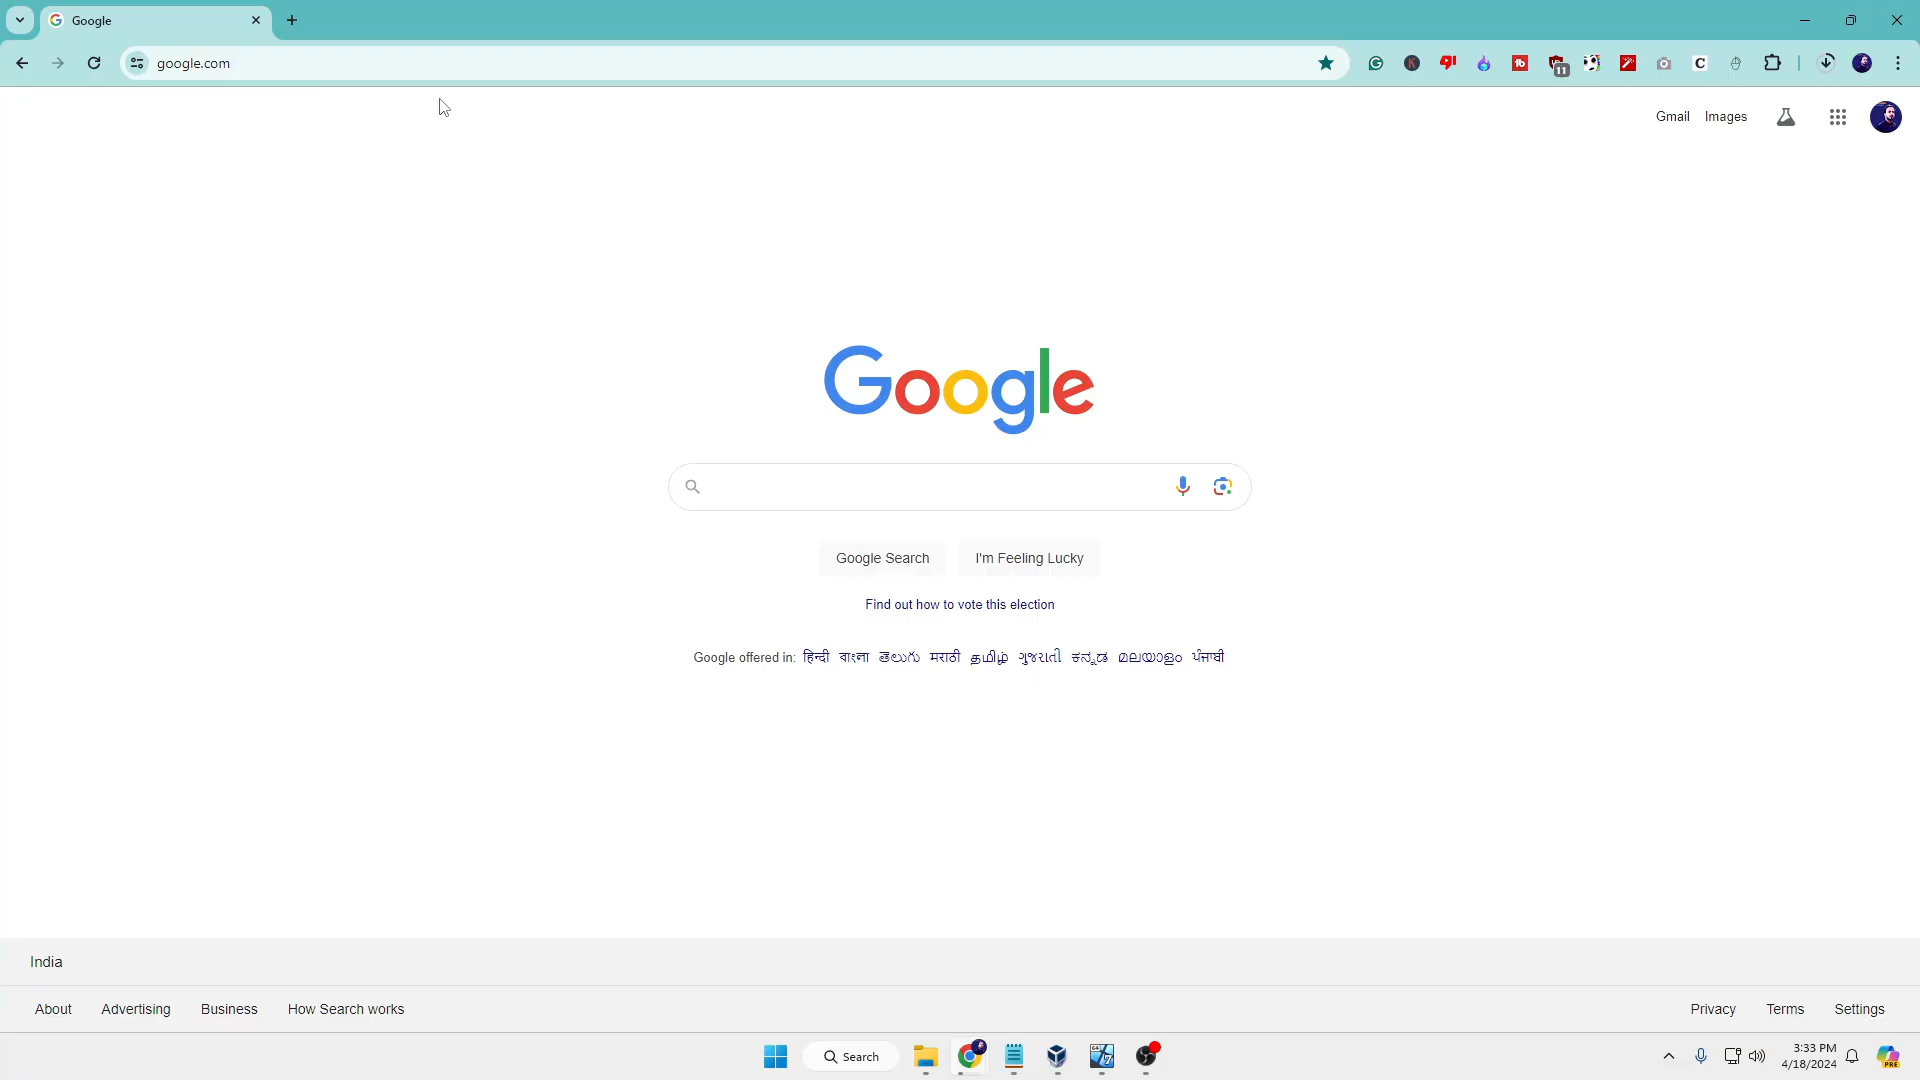 Google
google.com
11
Gmail Images
Google
Google Search I'm Feeling Lucky
Find out how to vote this election
Google offered in: हिन्दी বাংলা తెలుగు मराठी தமிழ் ગુજરાતી ಕನ್ನಡ മലയാളം ਪੰਜਾਬੀ
India
About Advertising Business How Search works
Privacy Terms Settings
Search
3:33 PM
4/18/2024
PRE